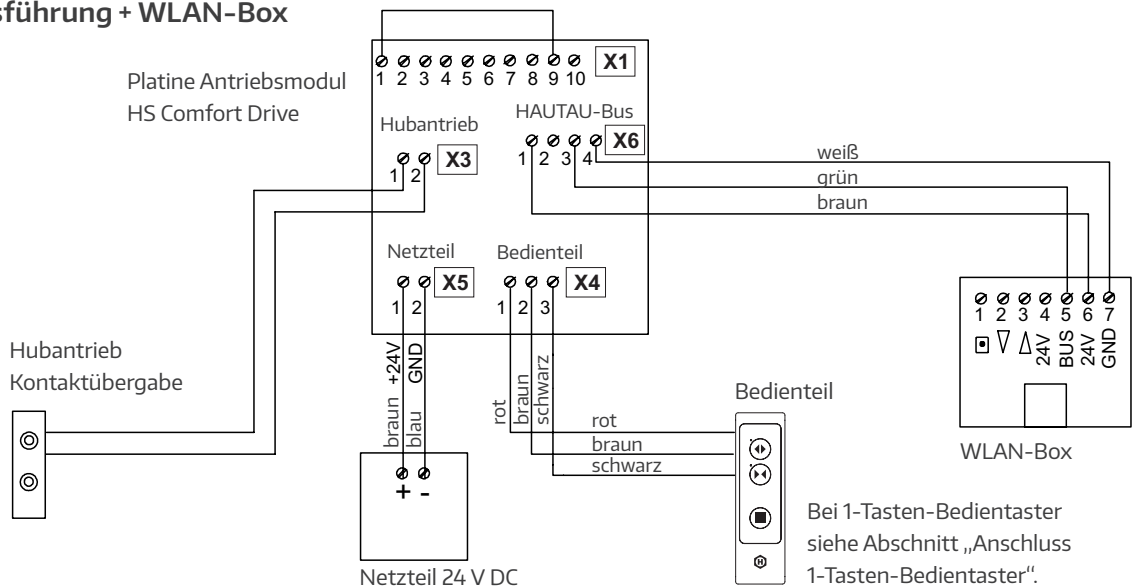 sführung + WLAN-Box
Platine Antriebsmodul
HS Comfort Drive
1 2 3 4 5 6 7 8 9 10
X1
Hubantrieb
1 2
X3
HAUTAU-Bus
1 2 3 4
X6
weiß
grün
braun
Netzteil
1 2
X5
Bedienteil
1 2 3
X4
+24V
GND
braun
blau
rot
braun
schwarz
rot
braun
schwarz
Hubantrieb
Kontaktübergabe
+ -
Netzteil 24 V DC
Bedienteil
1 2 3 4 5 6 7
24V
BUS
24V
GND
WLAN-Box
Bei 1-Tasten-Bedientaster
siehe Abschnitt „Anschluss
1-Tasten-Bedientaster“.